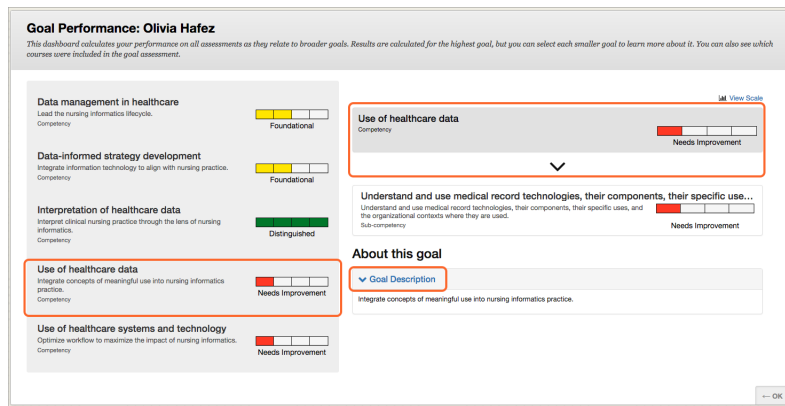 Goal Performance: Olivia Hafez
This dashboard calculates your performance on all assessments as they relate to broader goals. Results are calculated for the highest goal, but you can select each smaller goal to learn more about it. You can also see which
courses were included in the goal assessment.
Data management in healthcare
Lead the nursing informatics lifecycle.
Competency
Foundational
Data-informed strategy development
Integrate information technology to align with nursing practice.
Competency
Foundational
Interpretation of healthcare data
Interpret clinical nursing practice through the lens of nursing
informatics.
Competency
Distinguished
Use of healthcare data
Integrate concepts of meaningful use into nursing informatics
practice.
Competency
Needs Improvement
Use of healthcare systems and technology
Optimize workflow to maximize the impact of nursing informatics.
Competency
Needs Improvement
View Scale
Use of healthcare data
Competency
Needs Improvement
Understand and use medical record technologies, their components, their specific use...
Understand and use medical record technologies, their components, their specific uses, and
the organizational contexts where they are used.
Sub-competency
Needs Improvement
About this goal
Goal Description
Integrate concepts of meaningful use into nursing informatics practice.
← OK